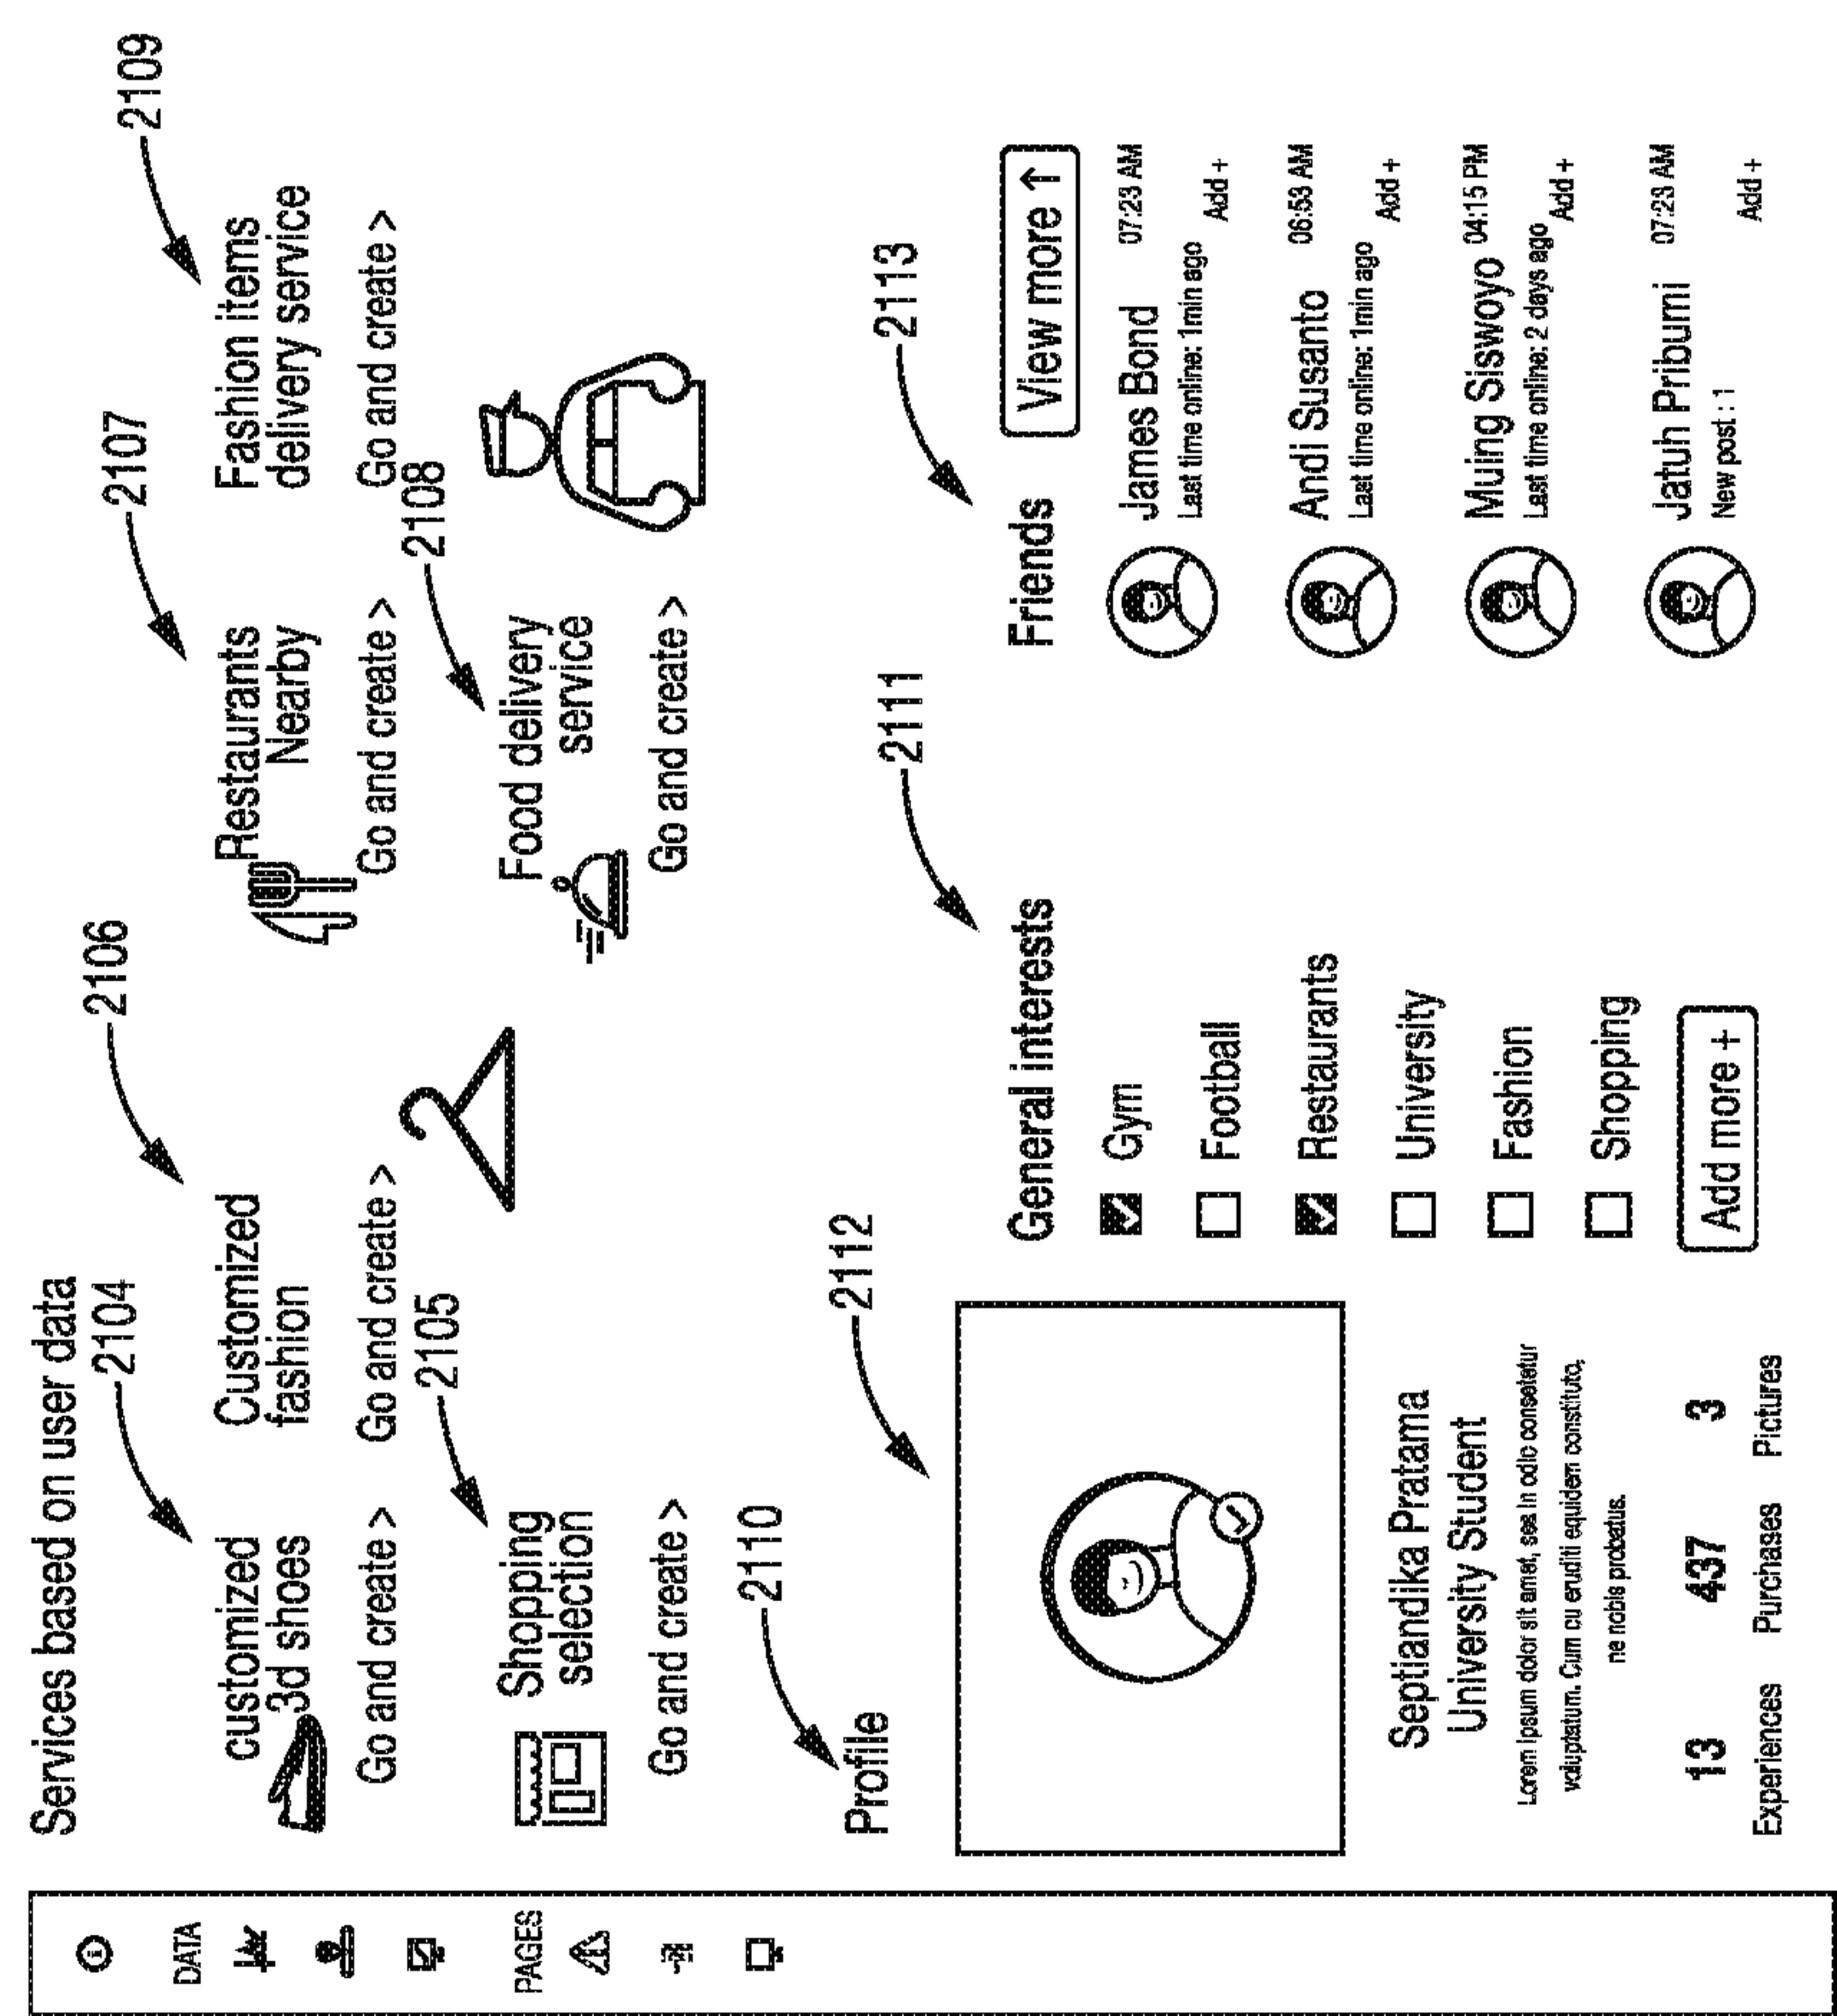 DATA
PAGES
Services based on user data
2104
customized
3d shoes
Go and create >
2105
Shopping
selection
Go and create >
2106
Customized
fashion
Go and create >
2107
Restaurants
Nearby
Go and create >
2108
Food delivery
service
Go and create >
2109
Fashion items
delivery service
Go and create >
2110
Profile
2112
Septiandika Pratama
University Student
Lorem ipsum dolor sit amet, sea in odio consetetur
voluptatum. Cum cu eruditi equidem constituto,
ne nobis probatus.
13
437
3
Experiences
Purchases
Pictures
2111
General interests
Gym
Football
Restaurants
University
Fashion
Shopping
Add more +
2113
Friends
View more ↑
James Bond 07:23 AM
Last time online: 1min ago Add +
Andi Susanto 06:53 AM
Last time online: 1min ago Add +
Muing Siswoyo 04:15 PM
Last time online: 2 days ago Add +
Jatuh Pribumi 07:23 AM
New post : 1 Add +